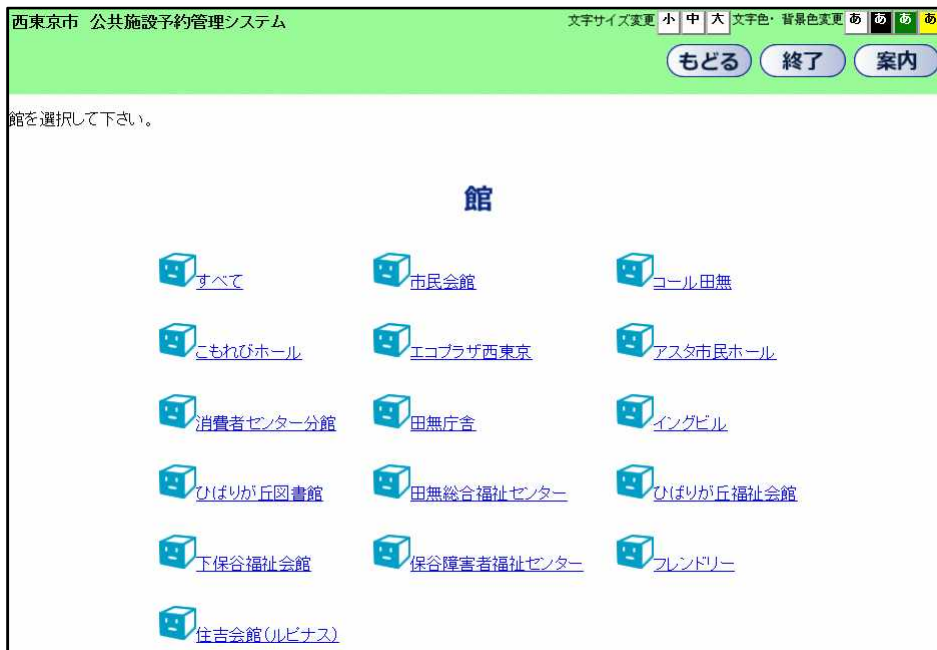 西東京市 公共施設予約管理システム 文字サイズ変更 小 中 大 文字色・背景色変更 あ あ あ あ
もどる 終了 案内
館を選択して下さい。
館
すべて 市民会館 コール田無
こもれびホール エコプラザ西東京 アスタ市民ホール
消費者センター分館 田無庁舎 イングビル
ひばりが丘図書館 田無総合福祉センター ひばりが丘福祉会館
下保谷福祉会館 保谷障害者福祉センター フレンドリー
住吉会館(ルピナス)